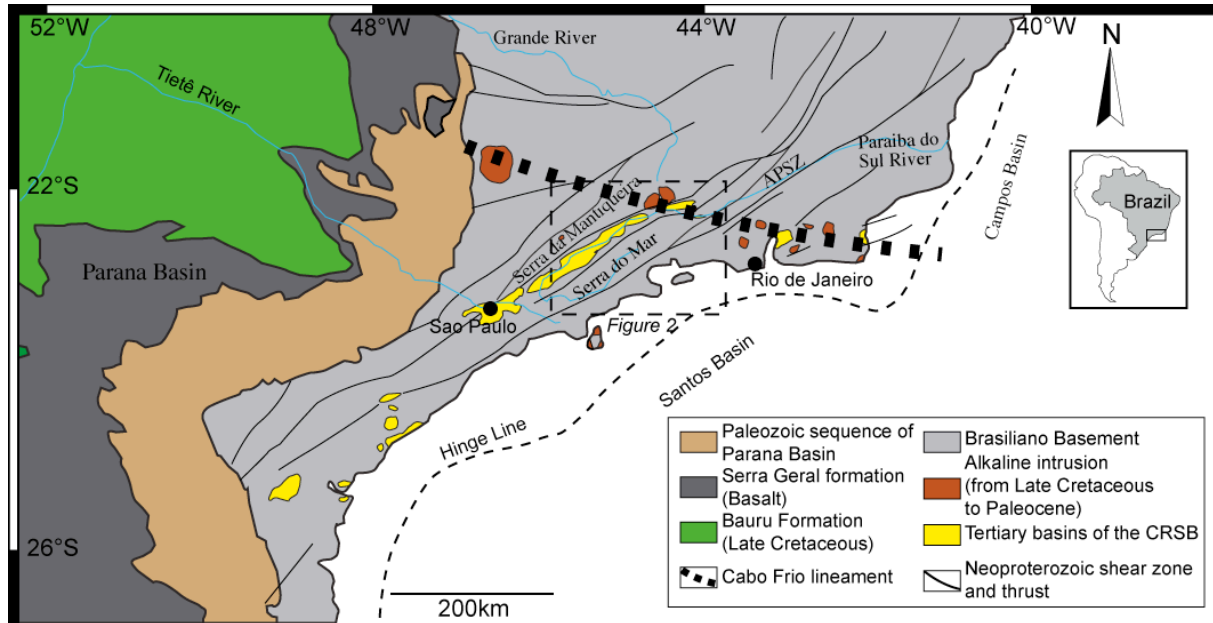 52°W
48°W
44°W
40°W
Grande River
N
Tietê River
Paraiba do
Sul River
APSZ
Campos Basin
22°S
Brazil
Serra da Mantiqueira
Parana Basin
Serra do Mar
Rio de Janeiro
Sao Paulo
Figure 2
Santos Basin
Hinge Line
26°S
200km
Paleozoic sequence of
Parana Basin
Serra Geral formation
(Basalt)
Bauru Formation
(Late Cretaceous)
Cabo Frio lineament
Brasiliano Basement
Alkaline intrusion
(from Late Cretaceous
to Paleocene)
Tertiary basins of the CRSB
Neoproterozoic shear zone
and thrust